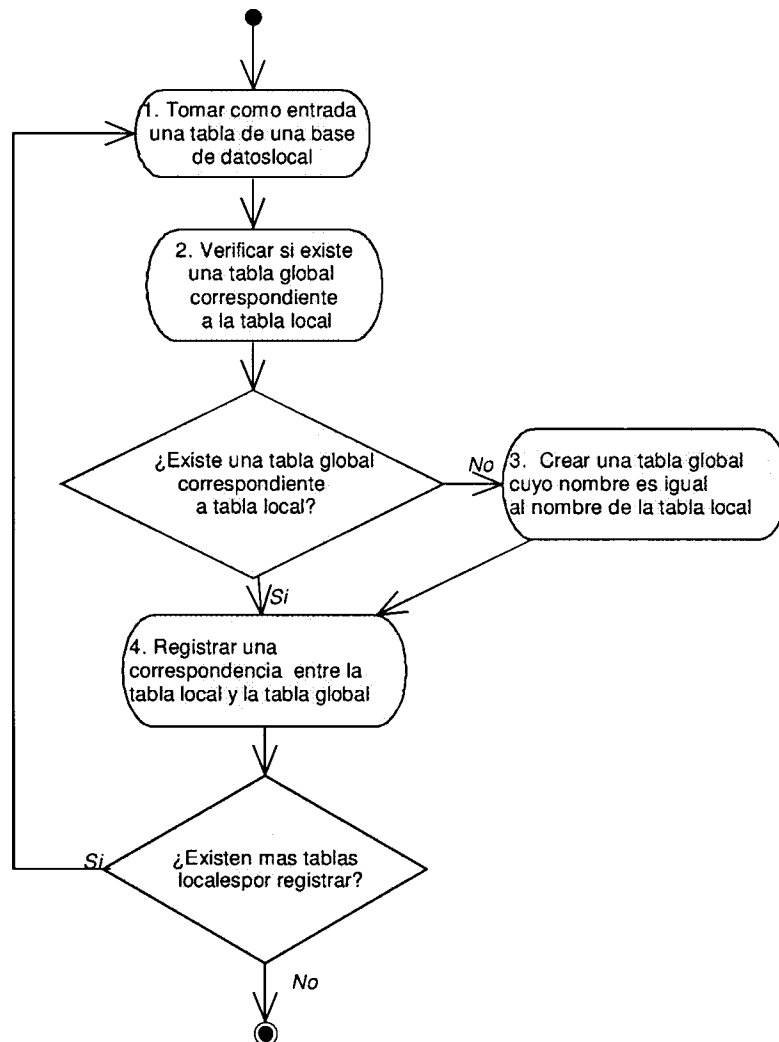 1. Tomar como entrada
una tabla de una base
de datoslocal
2. Verificar si existe
una tabla global
correspondiente
a la tabla local
¿Existe una tabla global
correspondiente
a tabla local?
No
3. Crear una tabla global
cuyo nombre es igual
al nombre de la tabla local
Si
4. Registrar una
correspondencia entre la
tabla local y la tabla global
¿Existen mas tablas
localespor registrar?
Si
No